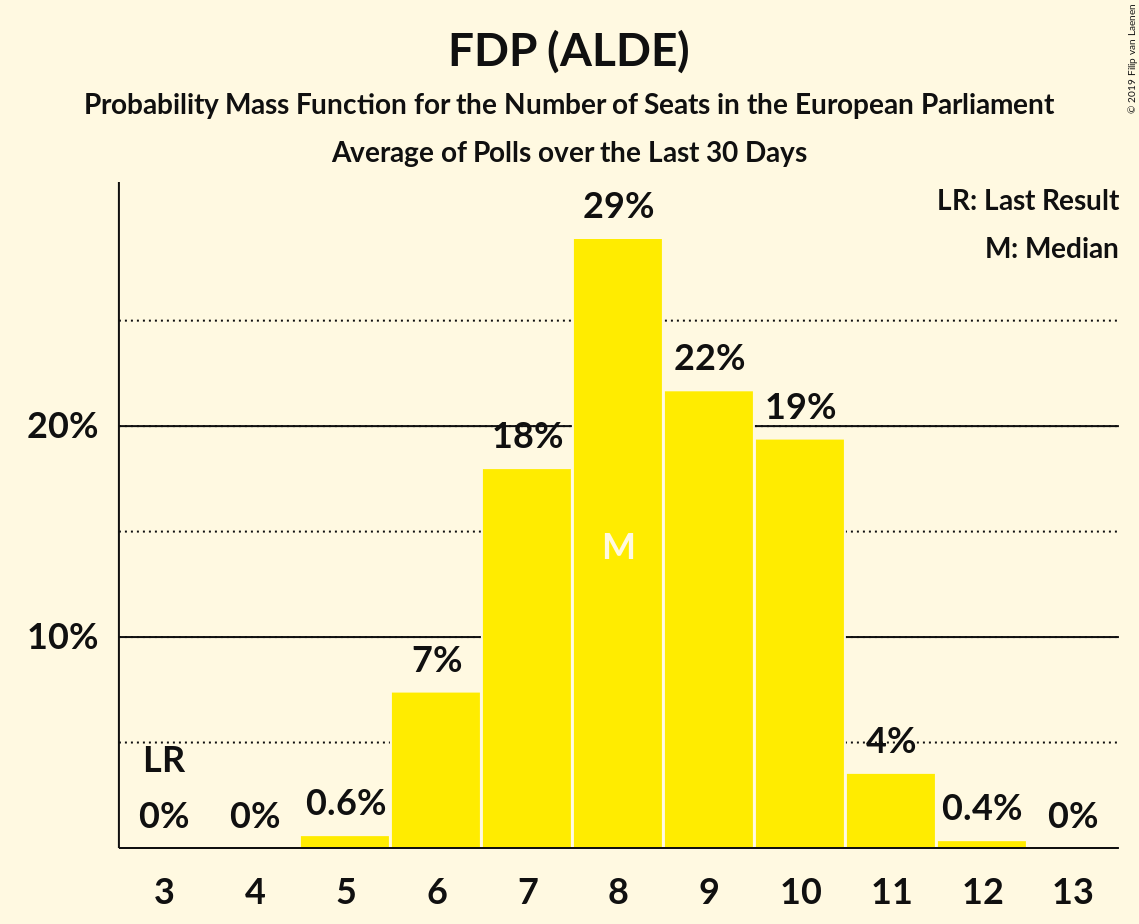 FDP (ALDE)
Probability Mass Function for the Number of Seats in the European Parliament
Average of Polls over the Last 30 Days
© 2019 Filip van Laenen
LR: Last Result
M: Median
20%
10%
LR
0%
0%
0.6%
7%
18%
29%
M
22%
19%
4%
0.4%
0%
3 4 5 6 7 8 9 10 11 12 13